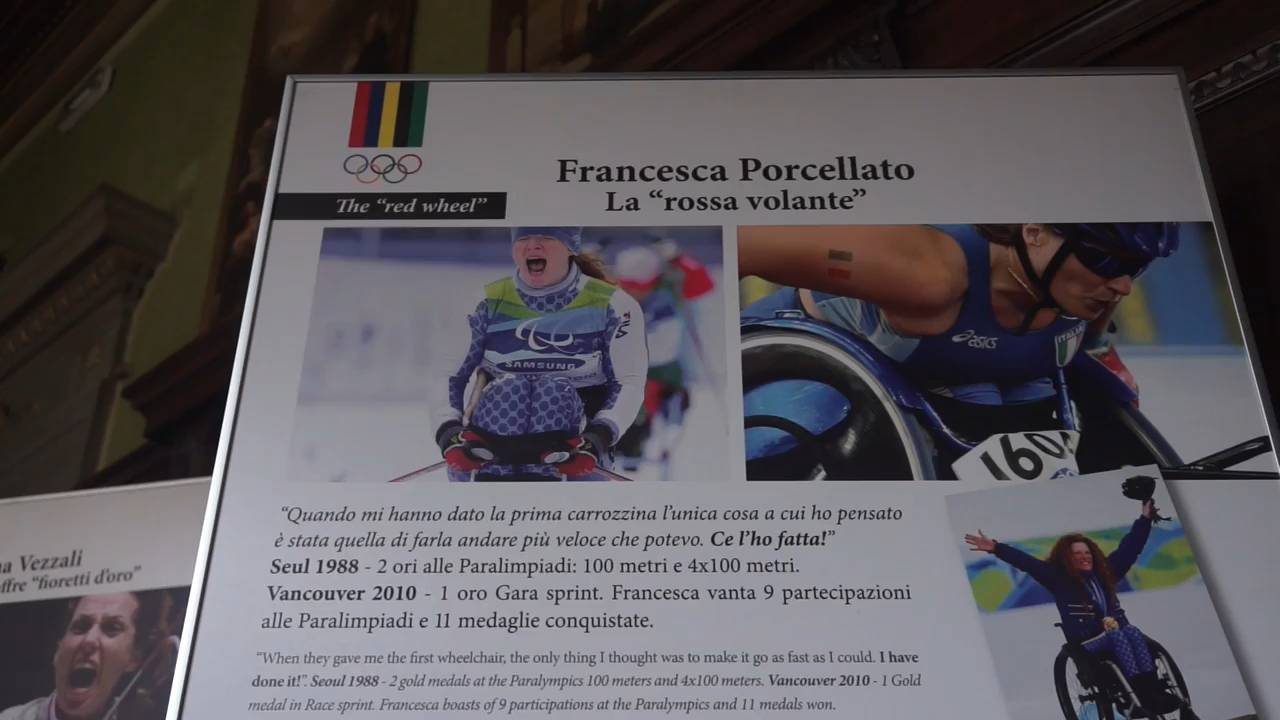 Francesca Porcellato
The “red wheel”
La “rossa volante”
SAMSUNG
asics
ITALIA
160
“Quando mi hanno dato la prima carrozzina l’unica cosa a cui ho pensato
è stata quella di farla andare più veloce che potevo. Ce l’ho fatta!”
Seul 1988 - 2 ori alle Paralimpiadi: 100 metri e 4x100 metri.
Vancouver 2010 - 1 oro Gara sprint. Francesca vanta 9 partecipazioni
alle Paralimpiadi e 11 medaglie conquistate.
“When they gave me the first wheelchair, the only thing I thought was to make it go as fast as I could. I have
done it!”. Seoul 1988 - 2 gold medals at the Paralympics 100 meters and 4x100 meters. Vancouver 2010 - 1 Gold
medal in Race sprint. Francesca boasts of 9 participations at the Paralympics and 11 medals won.
Vezzali
“fioretti d’oro”